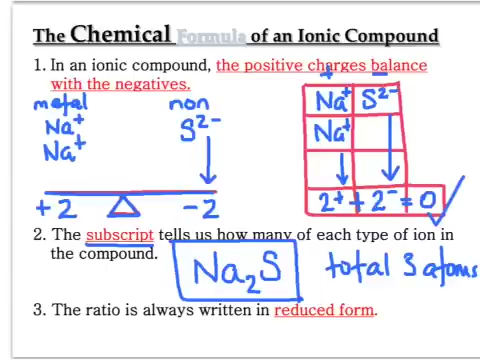 The Chemical Formula of an Ionic Compound
1. In an ionic compound, the positive charges balance
with the negatives.
metal non
Na⁺ S²⁻
Na⁺
+2 −2
+ −
Na⁺ S²⁻
Na⁺
2⁺ + 2⁻ = 0
2. The subscript tells us how many of each type of ion in
the compound.
Na₂S total 3 atoms
3. The ratio is always written in reduced form.